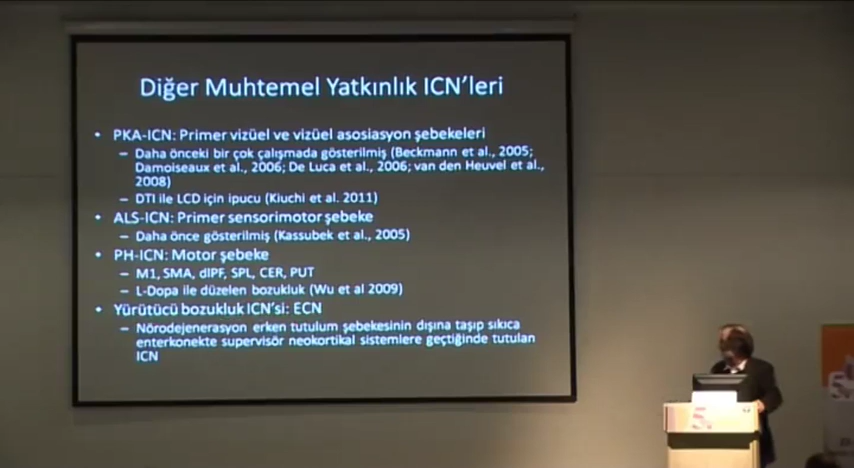 Diğer Muhtemel Yatkınlık ICN'leri
• PKA-ICN: Primer vizüel ve vizüel asosiasyon şebekeleri
– Daha önceki bir çok çalışmada gösterilmiş (Beckmann et al., 2005;
Damoiseaux et al., 2006; De Luca et al., 2006; van den Heuvel et al.,
2008)
– DTI ile LCD için ipucu (Kiuchi et al. 2011)
• ALS-ICN: Primer sensorimotor şebeke
– Daha önce gösterilmiş (Kassubek et al., 2005)
• PH-ICN: Motor şebeke
– M1, SMA, dlPF, SPL, CER, PUT
– L-Dopa ile düzelen bozukluk (Wu et al 2009)
• Yürütücü bozukluk ICN'si: ECN
– Nörodejenerasyon erken tutulum şebekesinin dışına taşıp sıkıca
enterkonekte supervisör neokortikal sistemlere geçtiğinde tutulan
ICN